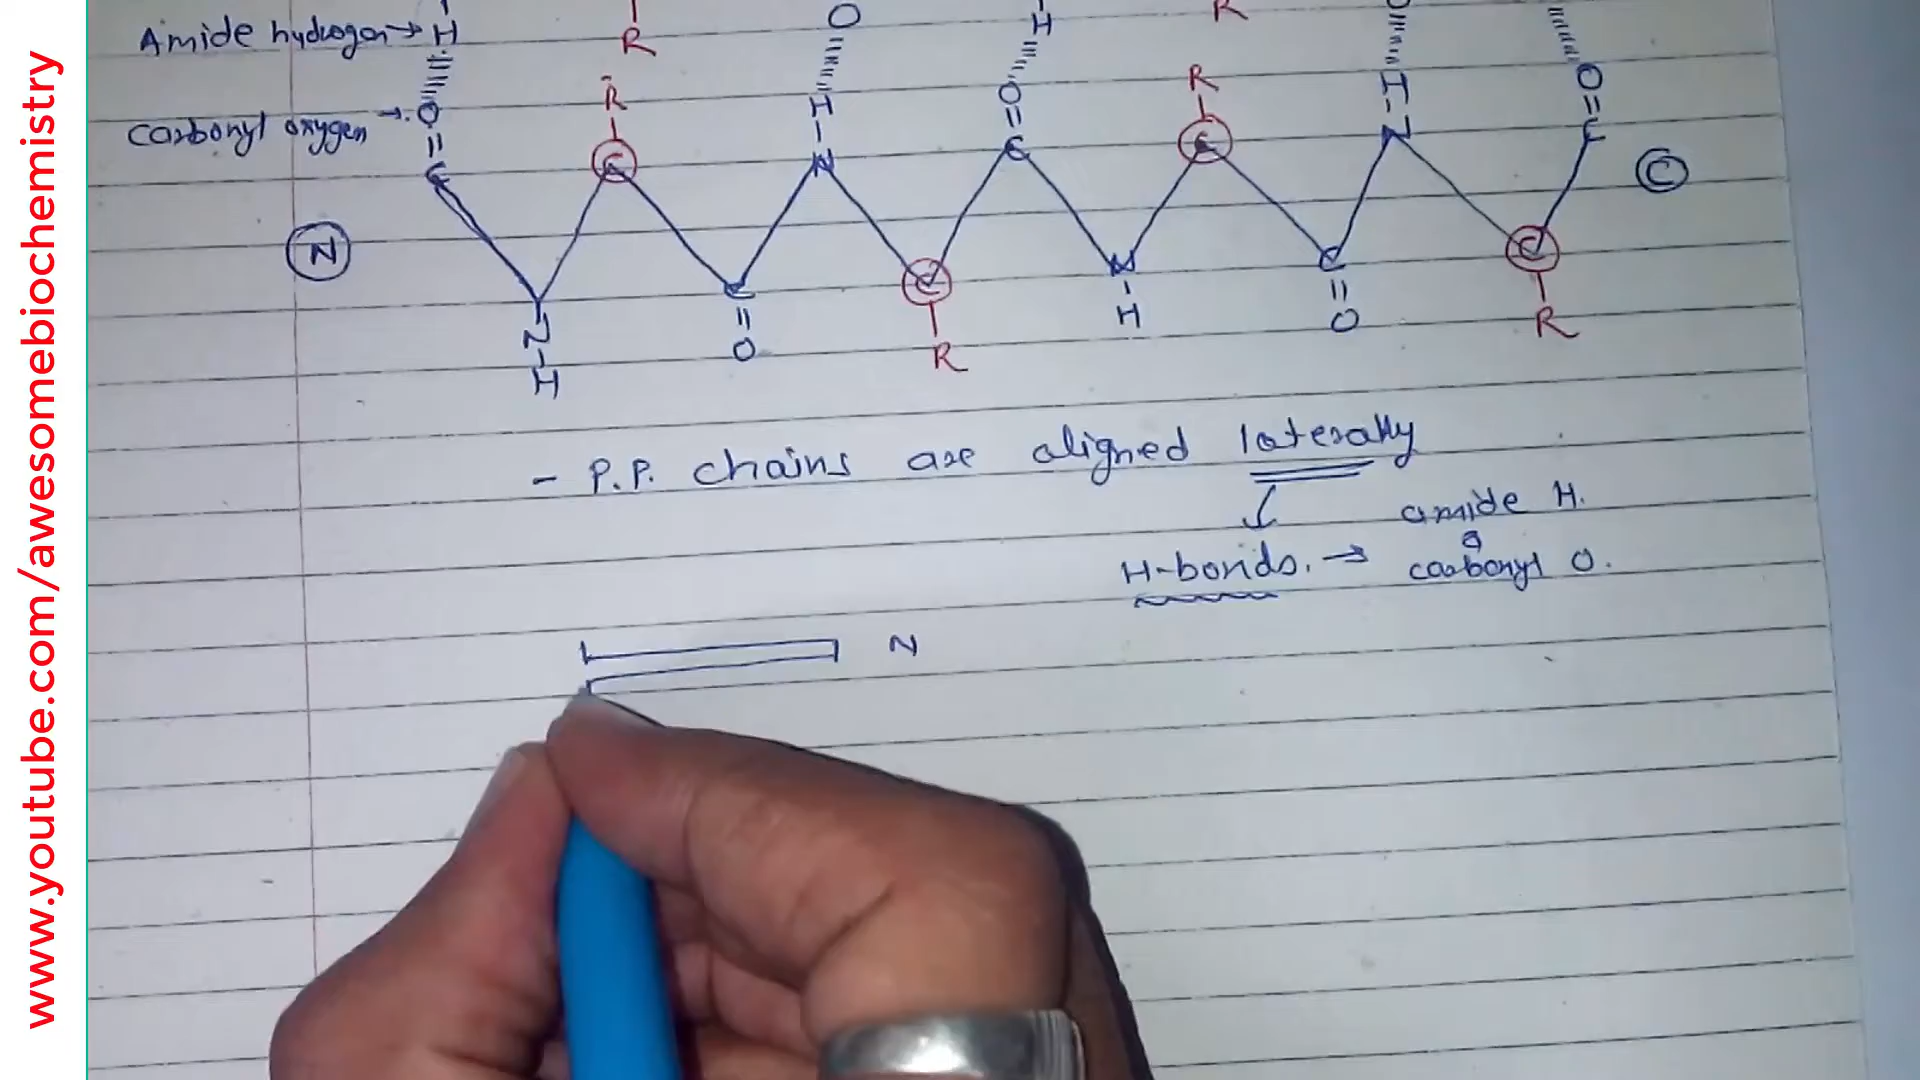 www.youtube.com/awesomebiochemistry
Amide hydrogen → H
R
O
H
R
O
Carbonyl oxygen → O
R
H
O
R
H
O
C
C
N
C
C
N
C
C
N
N
C
N
C
N
C
C
H
O
R
H
O
R
- P.P. chains are aligned laterally
H-bonds. → amide H.
carbonyl O.
N